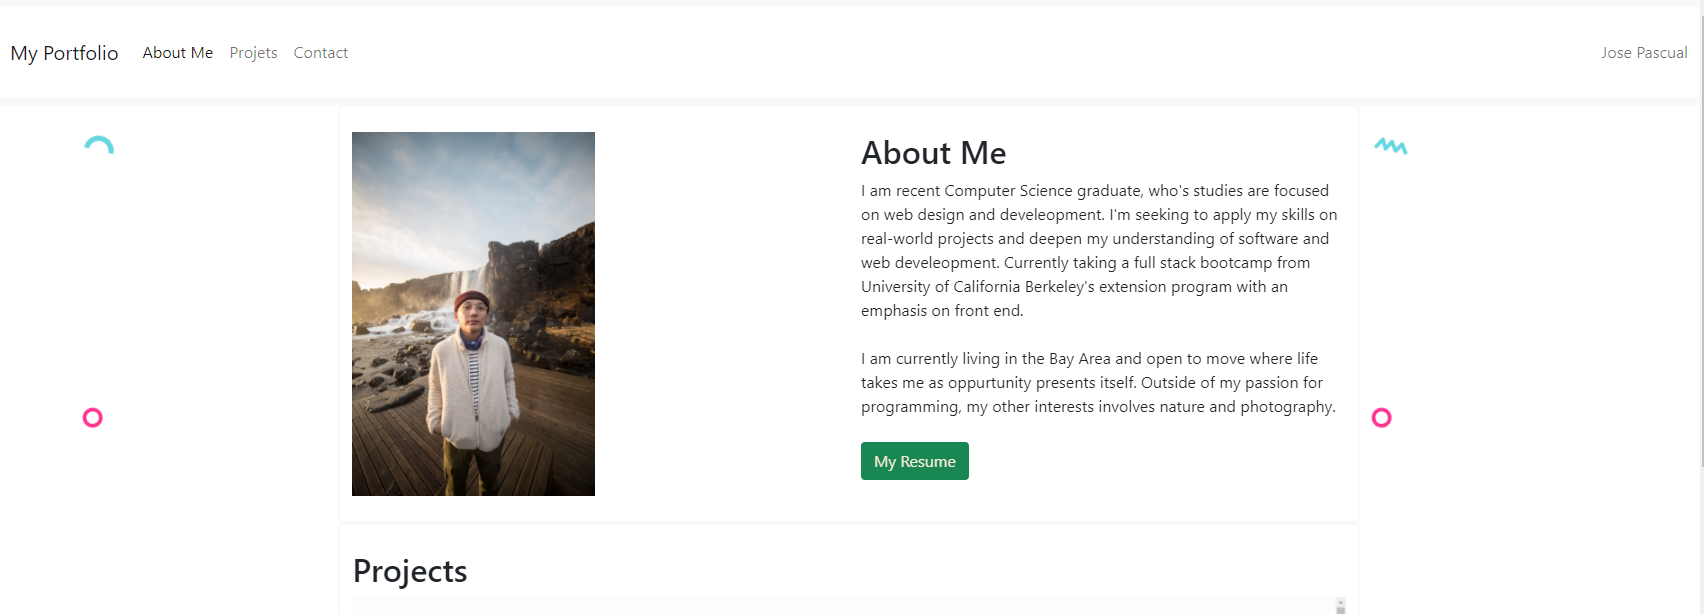 My Portfolio About Me Projets Contact Jose Pascual
About Me
I am recent Computer Science graduate, who's studies are focused
on web design and develeopment. I'm seeking to apply my skills on
real-world projects and deepen my understanding of software and
web develeopment. Currently taking a full stack bootcamp from
University of California Berkeley's extension program with an
emphasis on front end.
I am currently living in the Bay Area and open to move where life
takes me as oppurtunity presents itself. Outside of my passion for
programming, my other interests involves nature and photography.
My Resume
Projects